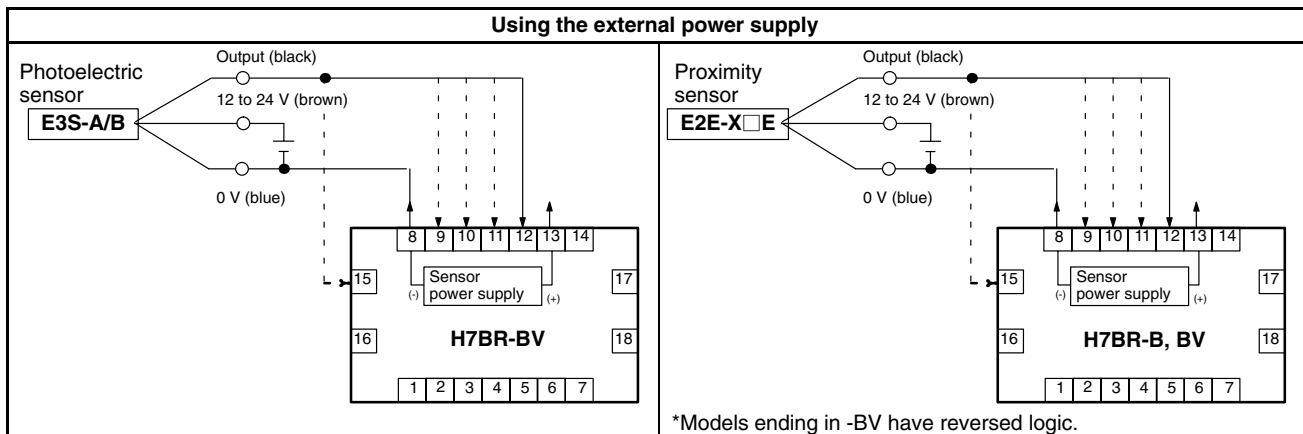 Using the external power supply
Photoelectric
sensor
E3S-A/B
Output (black)
12 to 24 V (brown)
0 V (blue)
8 9 10 11 12 13 14
15
17
(-)
Sensor
power supply
(+)
16
H7BR-BV
18
1 2 3 4 5 6 7
Proximity
sensor
E2E-X□E
Output (black)
12 to 24 V (brown)
0 V (blue)
8 9 10 11 12 13 14
15
17
(-)
Sensor
power supply
(+)
16
H7BR-B, BV
18
1 2 3 4 5 6 7
*Models ending in -BV have reversed logic.